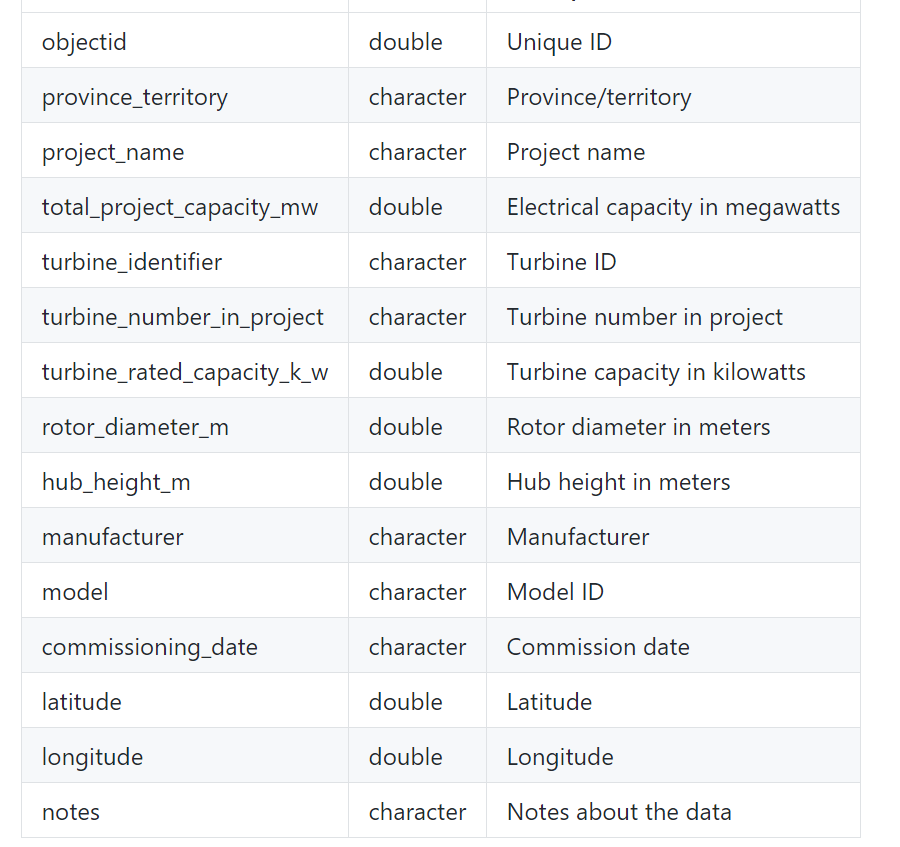 objectid double Unique ID
province_territory character Province/territory
project_name character Project name
total_project_capacity_mw double Electrical capacity in megawatts
turbine_identifier character Turbine ID
turbine_number_in_project character Turbine number in project
turbine_rated_capacity_k_w double Turbine capacity in kilowatts
rotor_diameter_m double Rotor diameter in meters
hub_height_m double Hub height in meters
manufacturer character Manufacturer
model character Model ID
commissioning_date character Commission date
latitude double Latitude
longitude double Longitude
notes character Notes about the data